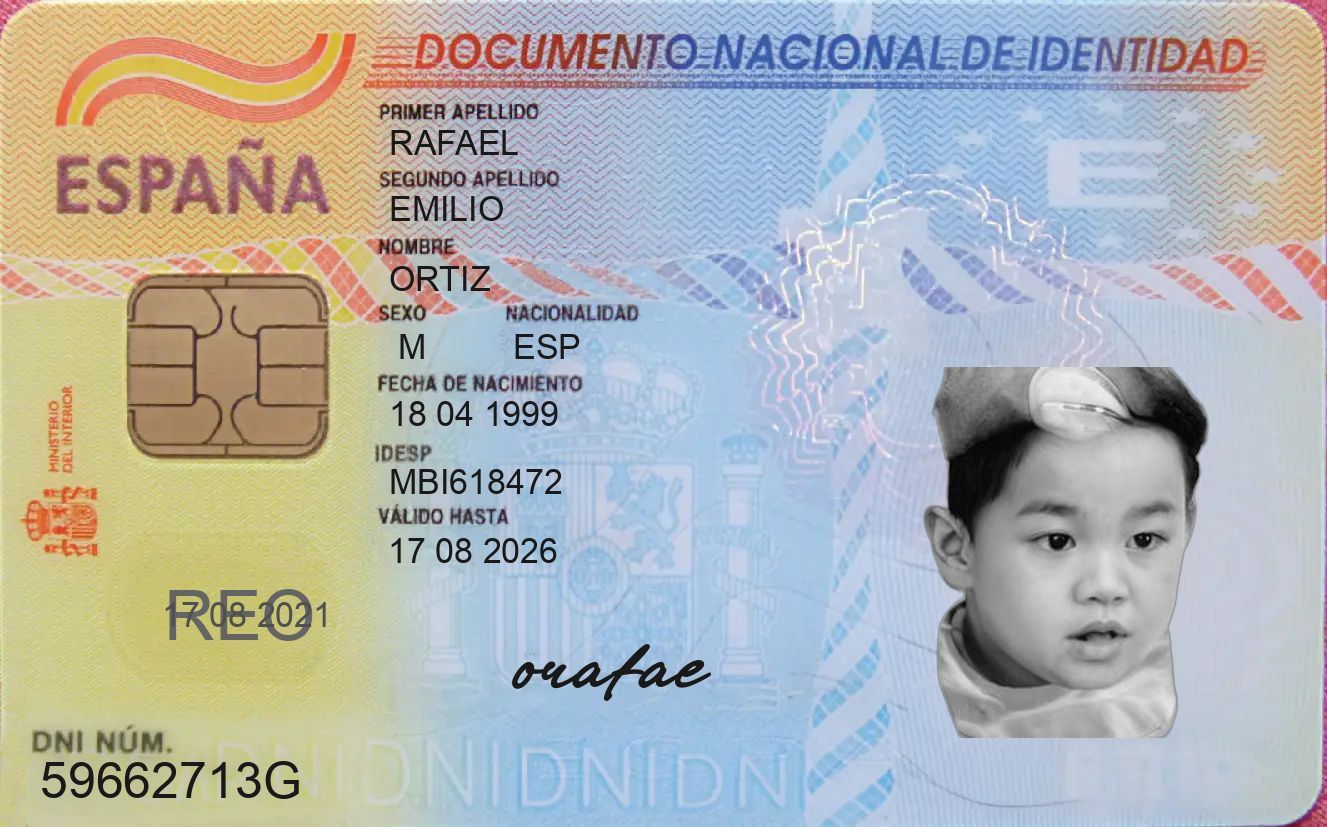 DOCUMENTO NACIONAL DE IDENTIDAD
ESPAÑA
PRIMER APELLIDO
RAFAEL
SEGUNDO APELLIDO
EMILIO
NOMBRE
ORTIZ
SEXO NACIONALIDAD
M ESP
FECHA DE NACIMIENTO
18 04 1999
IDESP
MBI618472
VÁLIDO HASTA
17 08 2026
MINISTERIO
DEL INTERIOR
E
REO
17 08 2021
orafae
DNI NÚM.
59662713G
DNIDNIDNIDNI